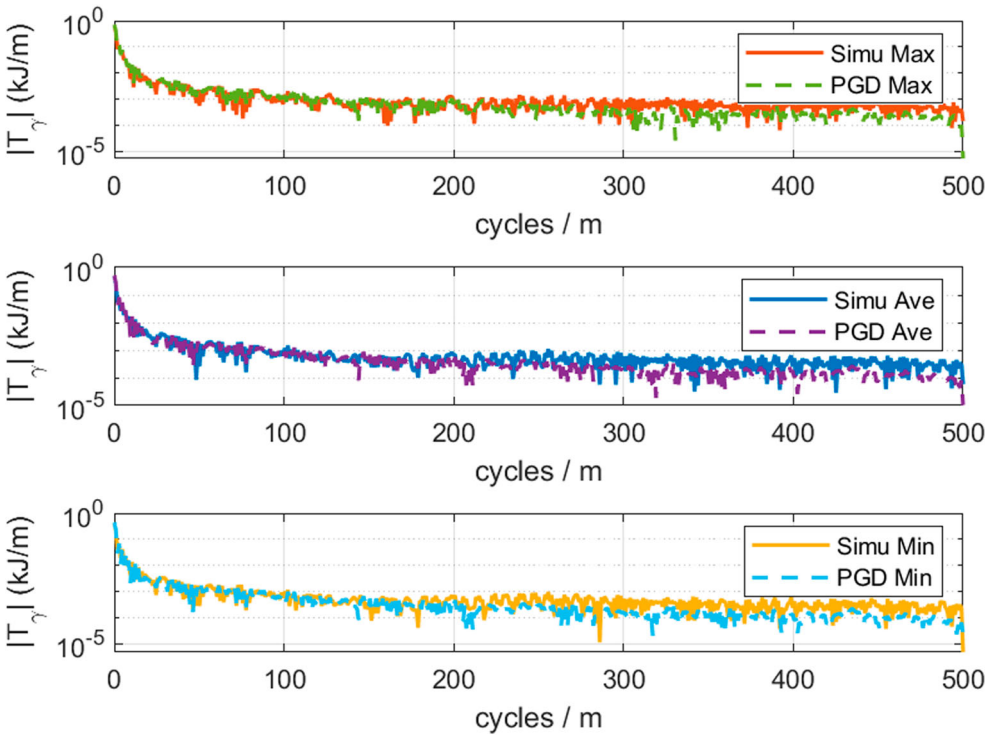 10^0
10^-5
|T_γ| (kJ/m)
Simu Max
PGD Max
0 100 200 300 400 500
cycles / m
10^0
10^-5
|T_γ| (kJ/m)
Simu Ave
PGD Ave
0 100 200 300 400 500
cycles / m
10^0
10^-5
|T_γ| (kJ/m)
Simu Min
PGD Min
0 100 200 300 400 500
cycles / m